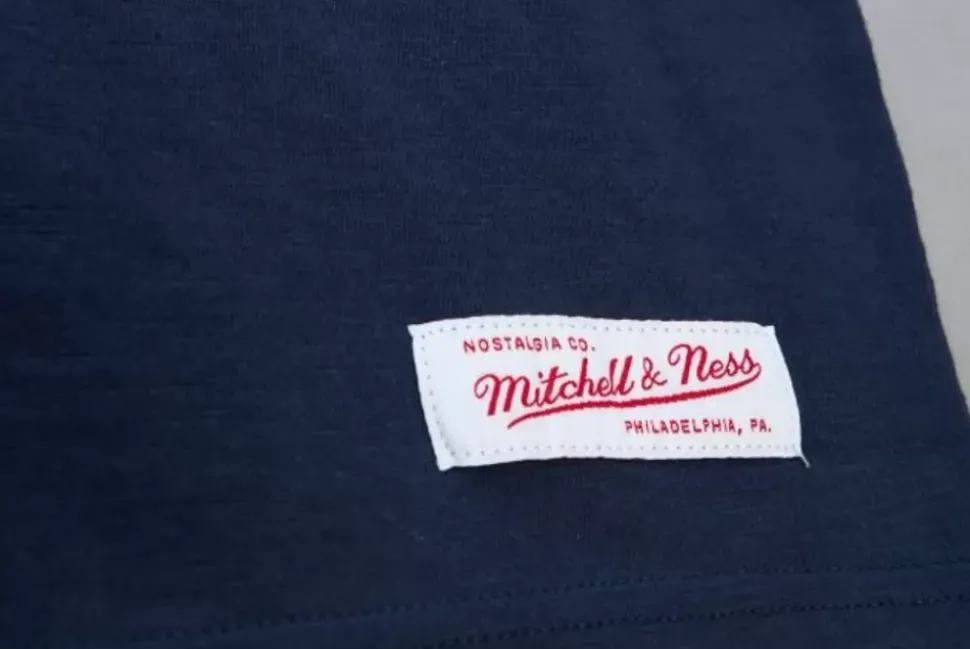 NOSTALGIA CO.
Mitchell & Ness
PHILADELPHIA, PA.